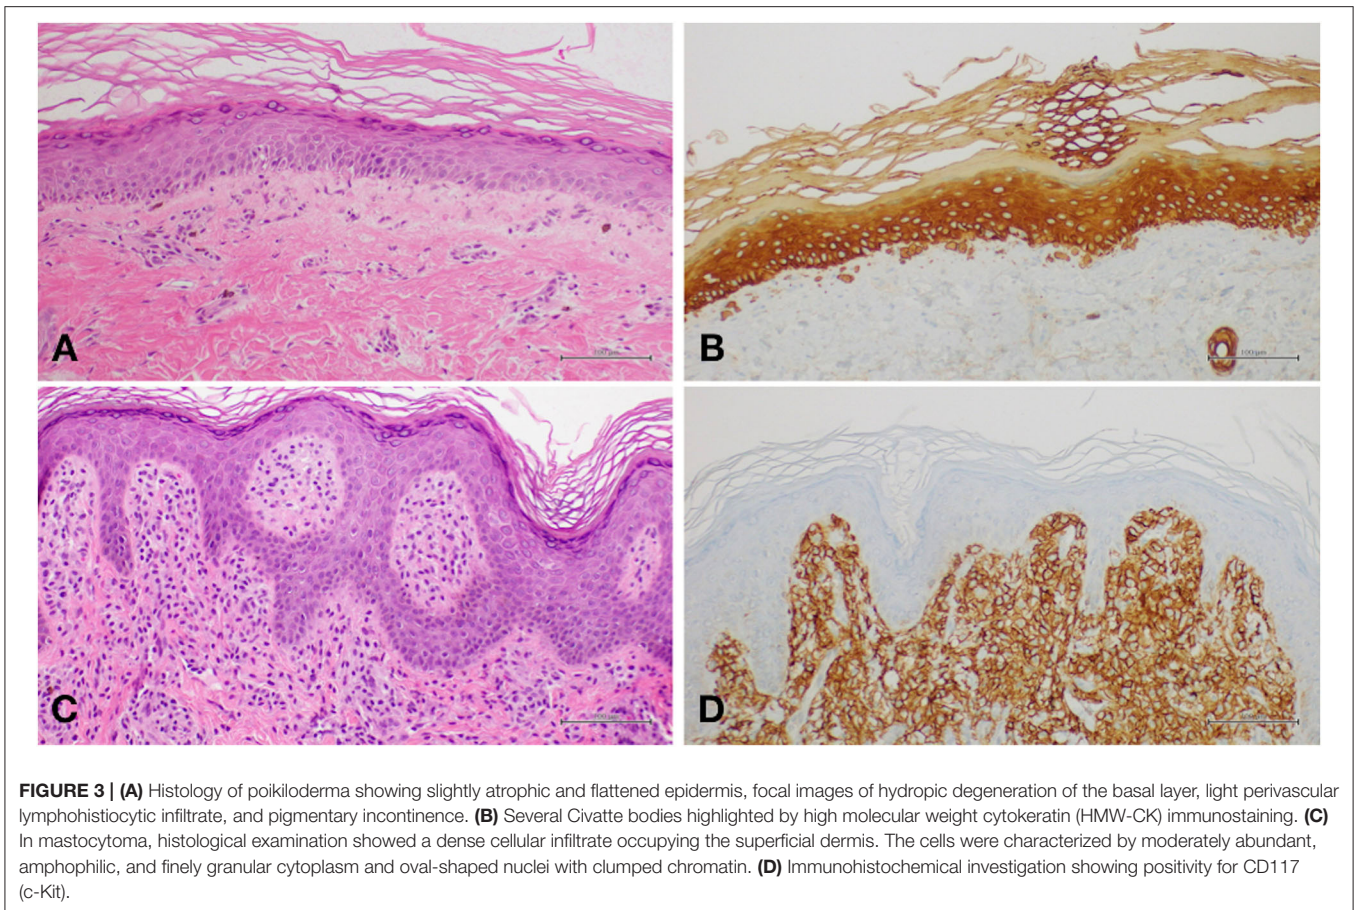 A
100 µm
B
100 µm
C
D
FIGURE 3 | (A) Histology of poikiloderma showing slightly atrophic and flattened epidermis, focal images of hydropic degeneration of the basal layer, light perivascular
lymphohistiocytic infiltrate, and pigmentary incontinence. (B) Several Civatte bodies highlighted by high molecular weight cytokeratin (HMW-CK) immunostaining. (C)
In mastocytoma, histological examination showed a dense cellular infiltrate occupying the superficial dermis. The cells were characterized by moderately abundant,
amphophilic, and finely granular cytoplasm and oval-shaped nuclei with clumped chromatin. (D) Immunohistochemical investigation showing positivity for CD117
(c-Kit).